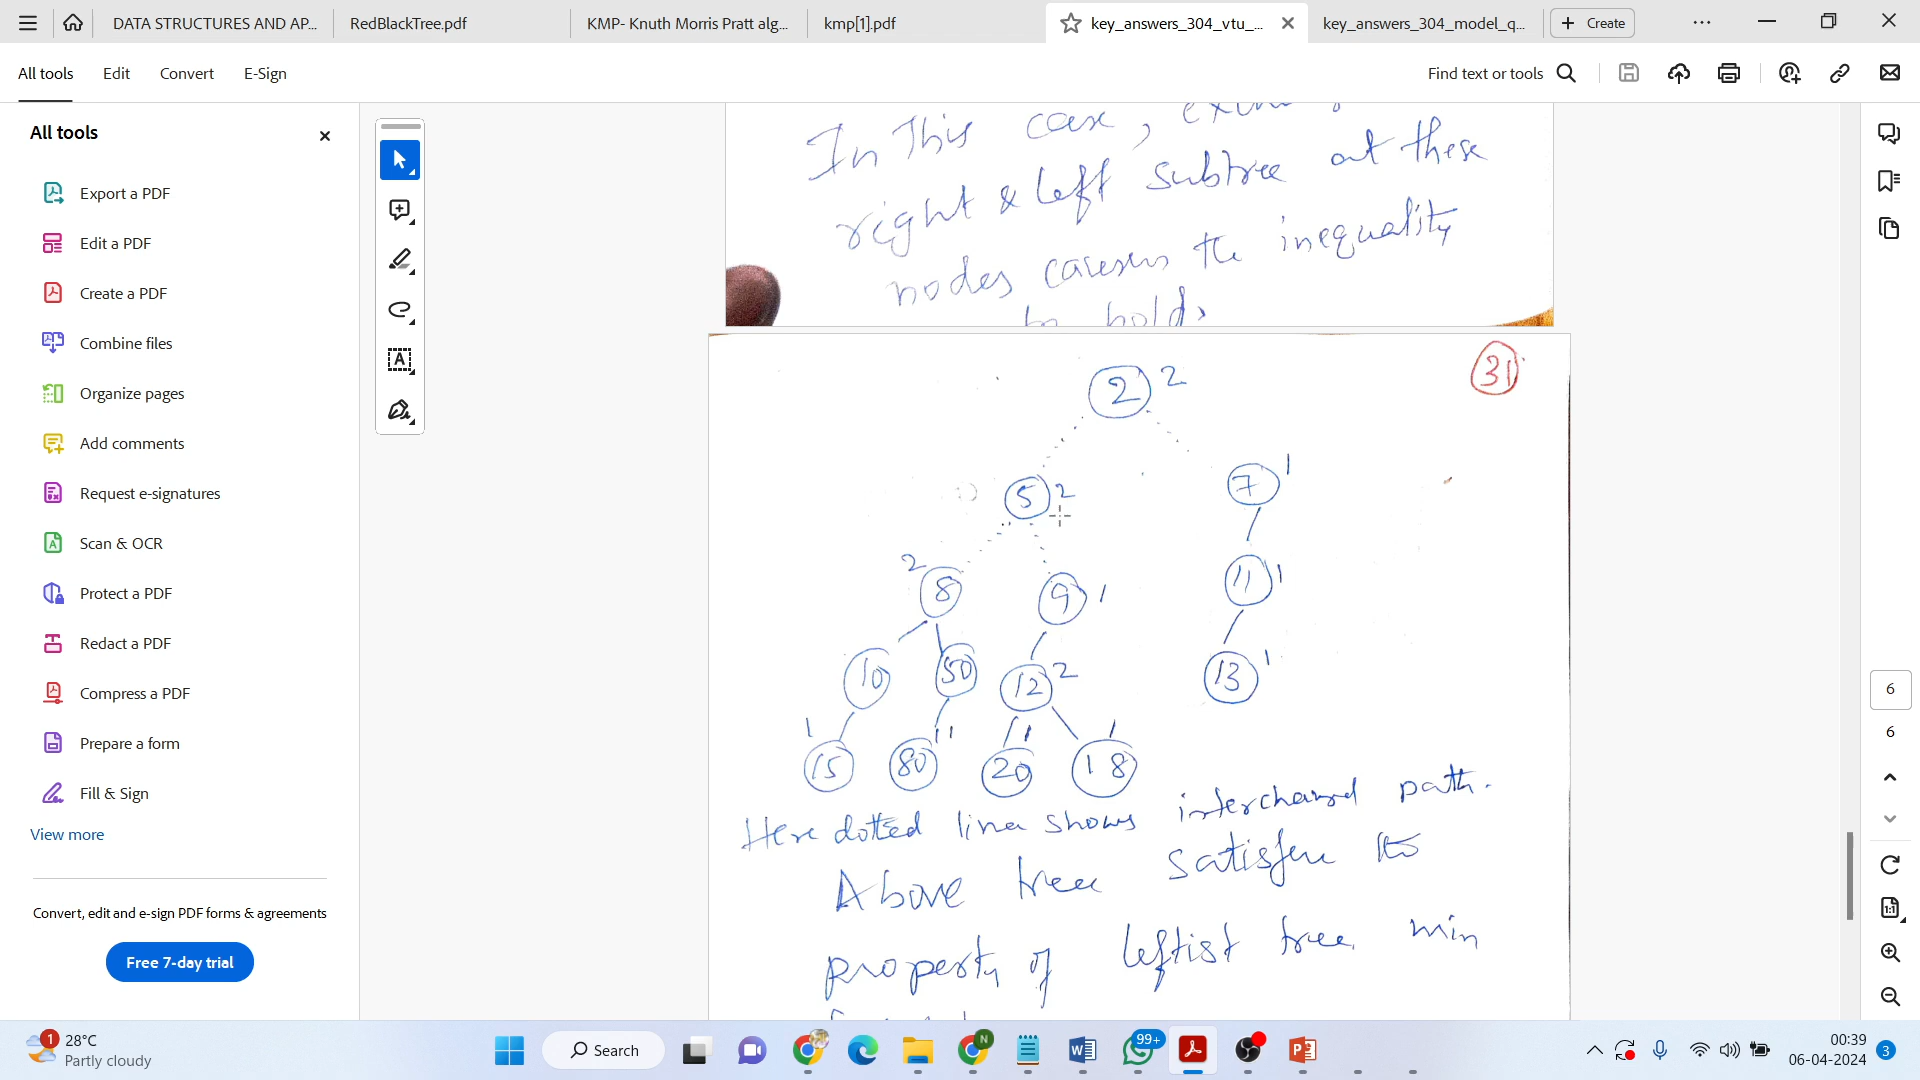 DATA STRUCTURES AND AP...
RedBlackTree.pdf
KMP- Knuth Morris Pratt alg...
kmp[1].pdf
key_answers_304_vtu_...
key_answers_304_model_q...
Create
All tools
Edit
Convert
E-Sign
Find text or tools
All tools
Export a PDF
Edit a PDF
Create a PDF
Combine files
Organize pages
Add comments
Request e-signatures
Scan & OCR
Protect a PDF
Redact a PDF
Compress a PDF
Prepare a form
Fill & Sign
View more
Convert, edit and e-sign PDF forms & agreements
Free 7-day trial
In This case,
right & left subtree at these
nodes the inequality
to hold.
31
2 2
5 2
7 1
2
8
9 1
11 1
10
50
12 2
13 1
1
15
80 11
20 11
18 1
Here dotted line shows path.
Above tree
property of leftist tree. min
6
6
1:1
1
28°C
Partly cloudy
Search
N
99+
00:39
06-04-2024
3